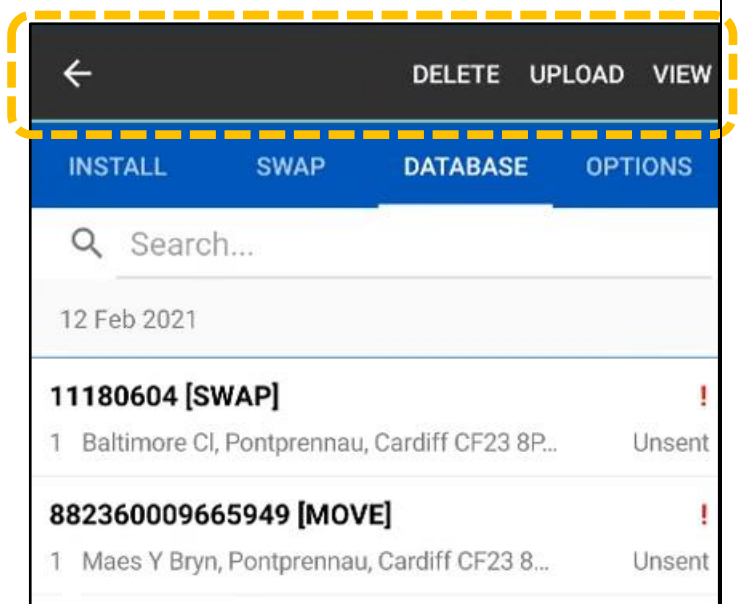 DELETE UPLOAD VIEW
INSTALL SWAP DATABASE OPTIONS
Search...
12 Feb 2021
11180604 [SWAP] !
1 Baltimore Cl, Pontprennau, Cardiff CF23 8P... Unsent
882360009665949 [MOVE] !
1 Maes Y Bryn, Pontprennau, Cardiff CF23 8... Unsent